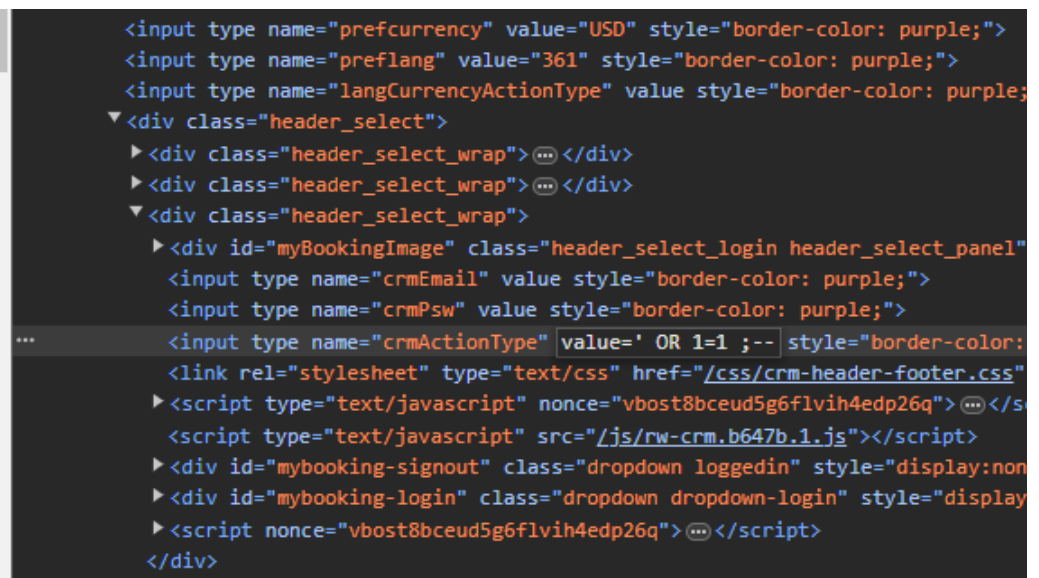 <input type name="prefcurrency" value="USD" style="border-color: purple;">
<input type name="preflang" value="361" style="border-color: purple;">
<input type name="langCurrencyActionType" value style="border-color: purple;
▼<div class="header_select">
▶<div class="header_select_wrap">…</div>
▶<div class="header_select_wrap">…</div>
▼<div class="header_select_wrap">
▶<div id="myBookingImage" class="header_select_login header_select_panel"
<input type name="crmEmail" value style="border-color: purple;">
<input type name="crmPsw" value style="border-color: purple;">
… <input type name="crmActionType" value=' OR 1=1 ;-- style="border-color:
<link rel="stylesheet" type="text/css" href="/css/crm-header-footer.css"
▶<script type="text/javascript" nonce="vbost8bceud5g6flvih4edp26q">…</s
<script type="text/javascript" src="/js/rw-crm.b647b.1.js"></script>
▶<div id="mybooking-signout" class="dropdown loggedin" style="display:non
▶<div id="mybooking-login" class="dropdown dropdown-login" style="display
▶<script nonce="vbost8bceud5g6flvih4edp26q">…</script>
</div>